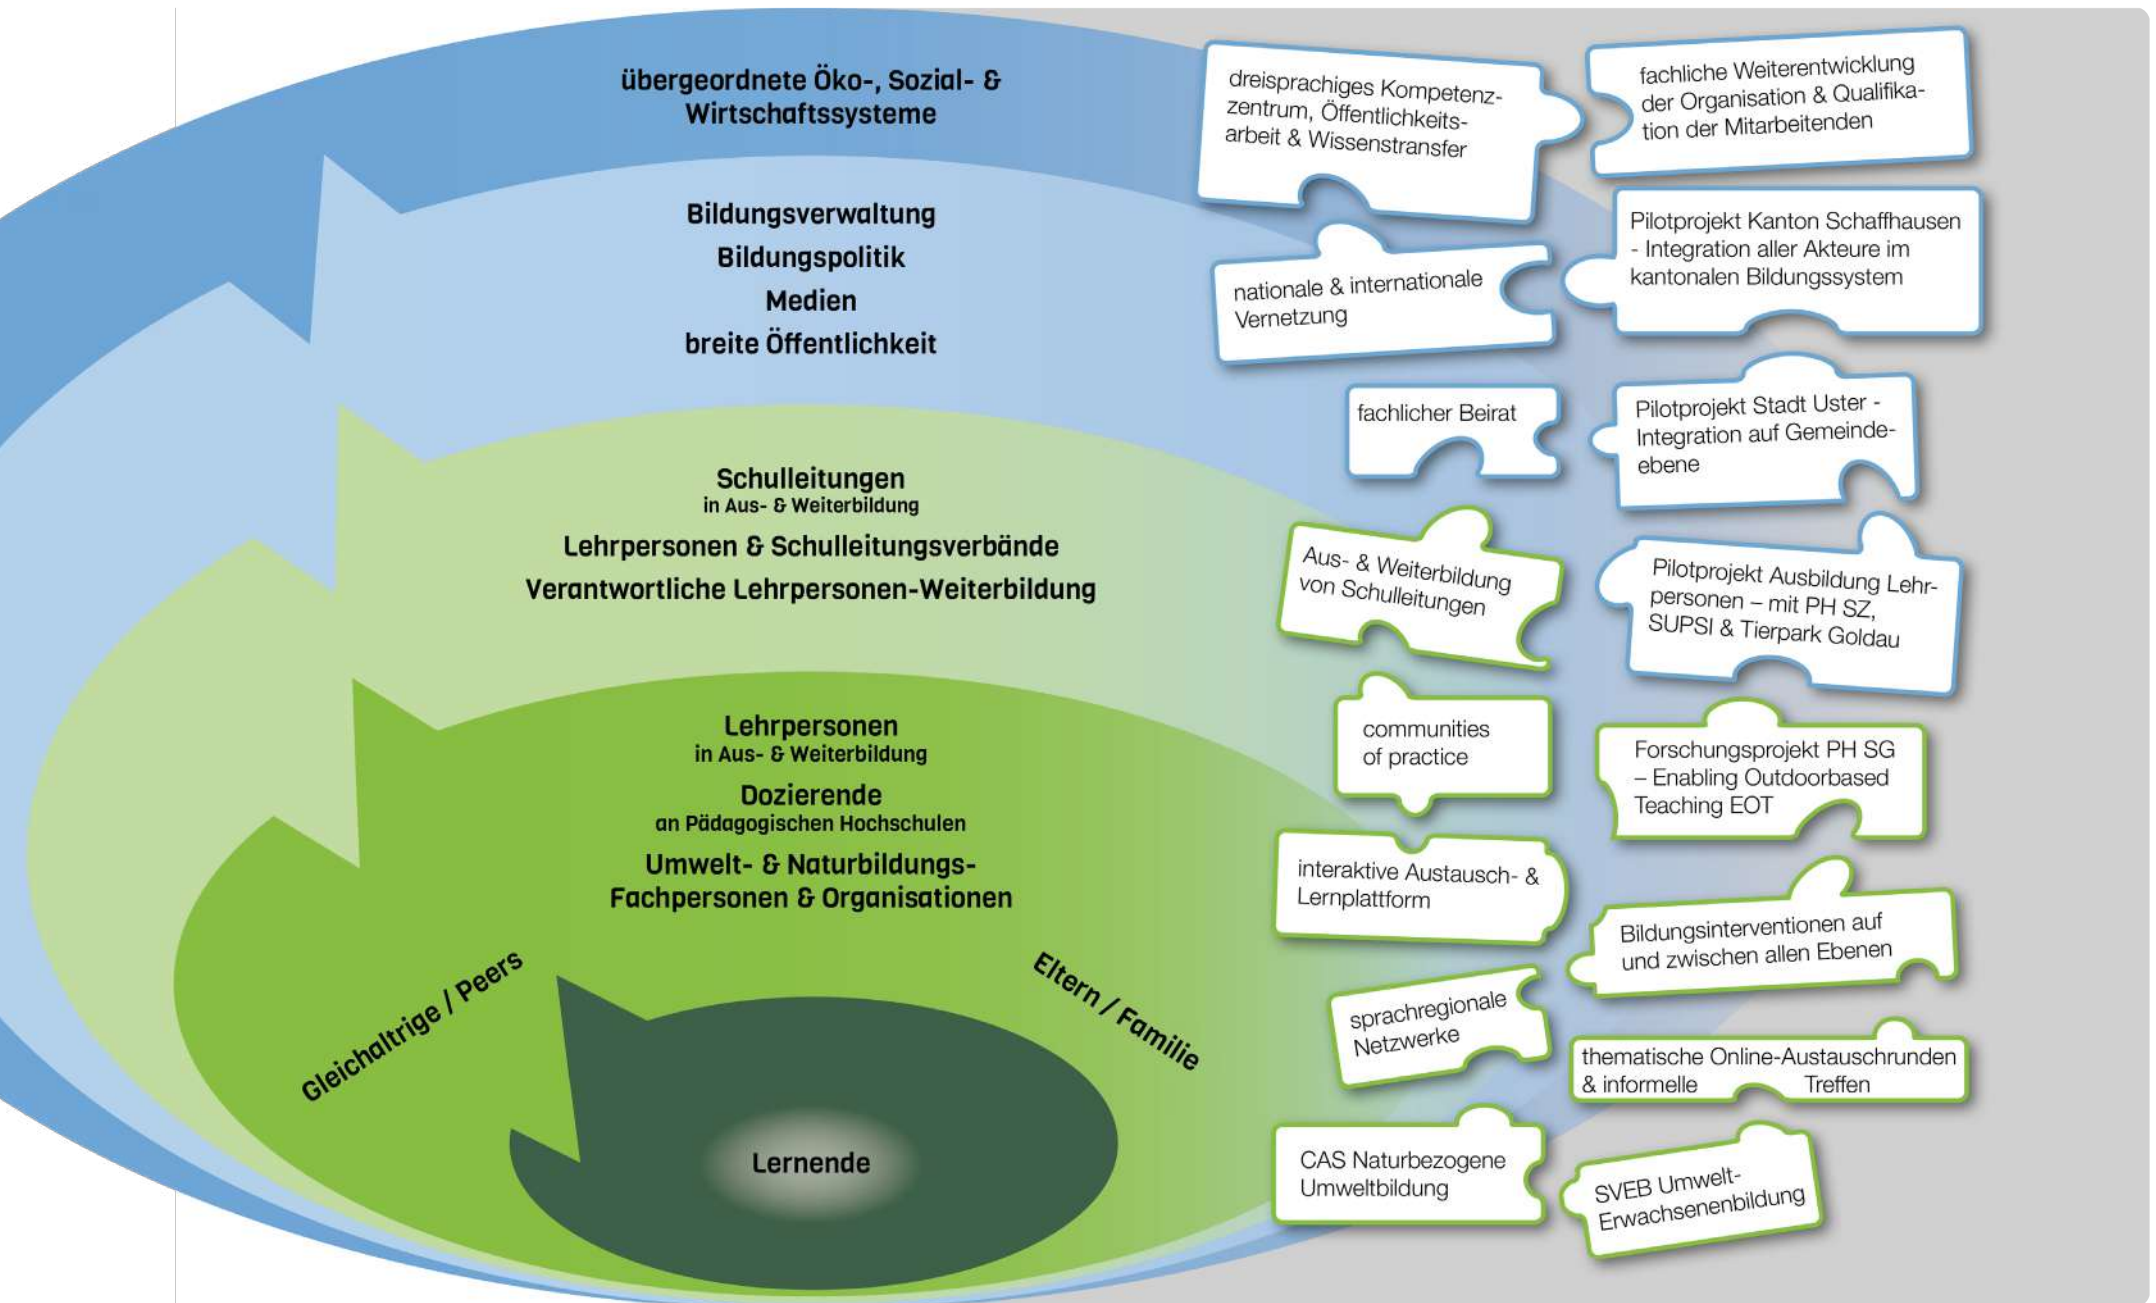 übergeordnete Öko-, Sozial- &
Wirtschaftssysteme
Bildungsverwaltung
Bildungspolitik
Medien
breite Öffentlichkeit
Schulleitungen
in Aus- & Weiterbildung
Lehrpersonen & Schulleitungsverbände
Verantwortliche Lehrpersonen-Weiterbildung
Lehrpersonen
in Aus- & Weiterbildung
Dozierende
an Pädagogischen Hochschulen
Umwelt- & Naturbildungs-
Fachpersonen & Organisationen
Gleichaltrige / Peers
Eltern / Familie
Lernende
dreisprachiges Kompetenz-
zentrum, Öffentlichkeits-
arbeit & Wissenstransfer
fachliche Weiterentwicklung
der Organisation & Qualifika-
tion der Mitarbeitenden
nationale & internationale
Vernetzung
Pilotprojekt Kanton Schaffhausen
- Integration aller Akteure im
kantonalen Bildungssystem
fachlicher Beirat
Pilotprojekt Stadt Uster -
Integration auf Gemeinde-
ebene
Aus- & Weiterbildung
von Schulleitungen
Pilotprojekt Ausbildung Lehr-
personen – mit PH SZ,
SUPSI & Tierpark Goldau
communities
of practice
Forschungsprojekt PH SG
– Enabling Outdoorbased
Teaching EOT
interaktive Austausch- &
Lernplattform
Bildungsinterventionen auf
und zwischen allen Ebenen
sprachregionale
Netzwerke
thematische Online-Austauschrunden
& informelle Treffen
CAS Naturbezogene
Umweltbildung
SVEB Umwelt-
Erwachsenenbildung